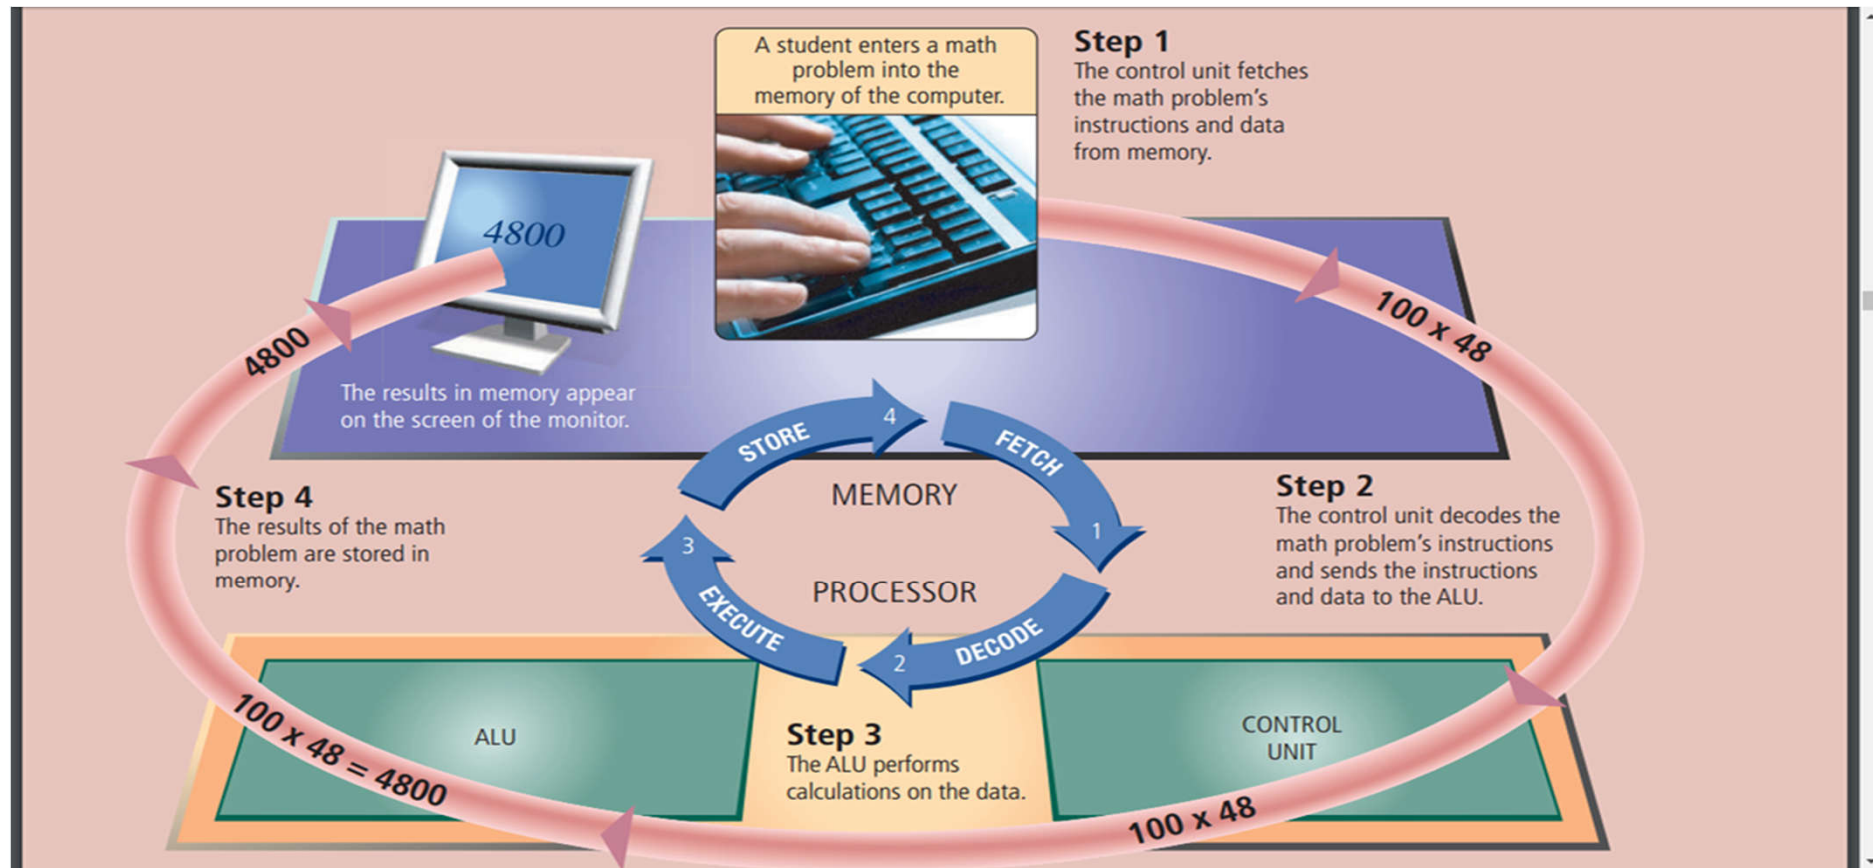 A student enters a math
problem into the
memory of the computer.
Step 1
The control unit fetches
the math problem's
instructions and data
from memory.
4800
100 x 48
4800
The results in memory appear
on the screen of the monitor.
STORE
4
FETCH
1
MEMORY
Step 2
The control unit decodes the
math problem's instructions
and sends the instructions
and data to the ALU.
Step 4
The results of the math
problem are stored in
memory.
3
EXECUTE
PROCESSOR
DECODE
2
ALU
Step 3
The ALU performs
calculations on the data.
CONTROL
UNIT
100 x 48 = 4800
100 x 48